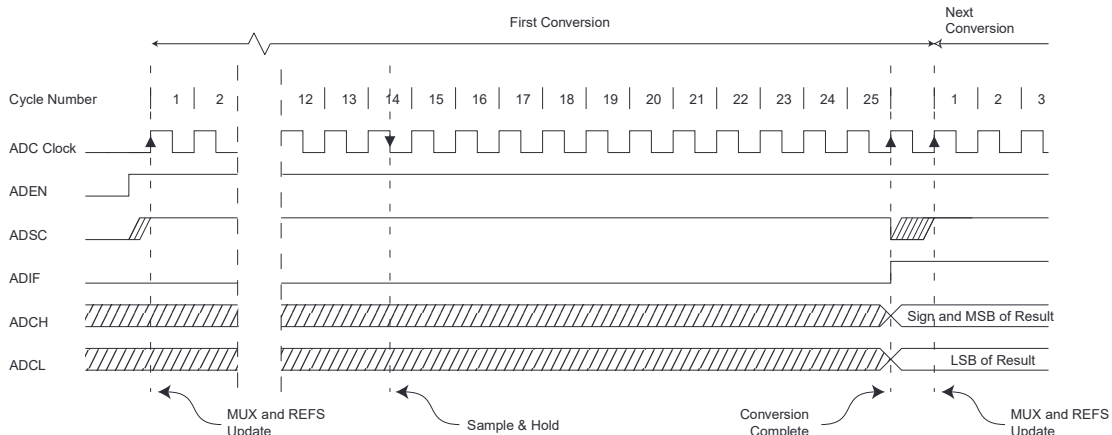 First Conversion
Next
Conversion
Cycle Number 1 2 12 13 14 15 16 17 18 19 20 21 22 23 24 25 1 2 3
ADC Clock
ADEN
ADSC
ADIF
ADCH Sign and MSB of Result
ADCL LSB of Result
MUX and REFS
Update
Sample & Hold
Conversion
Complete
MUX and REFS
Update